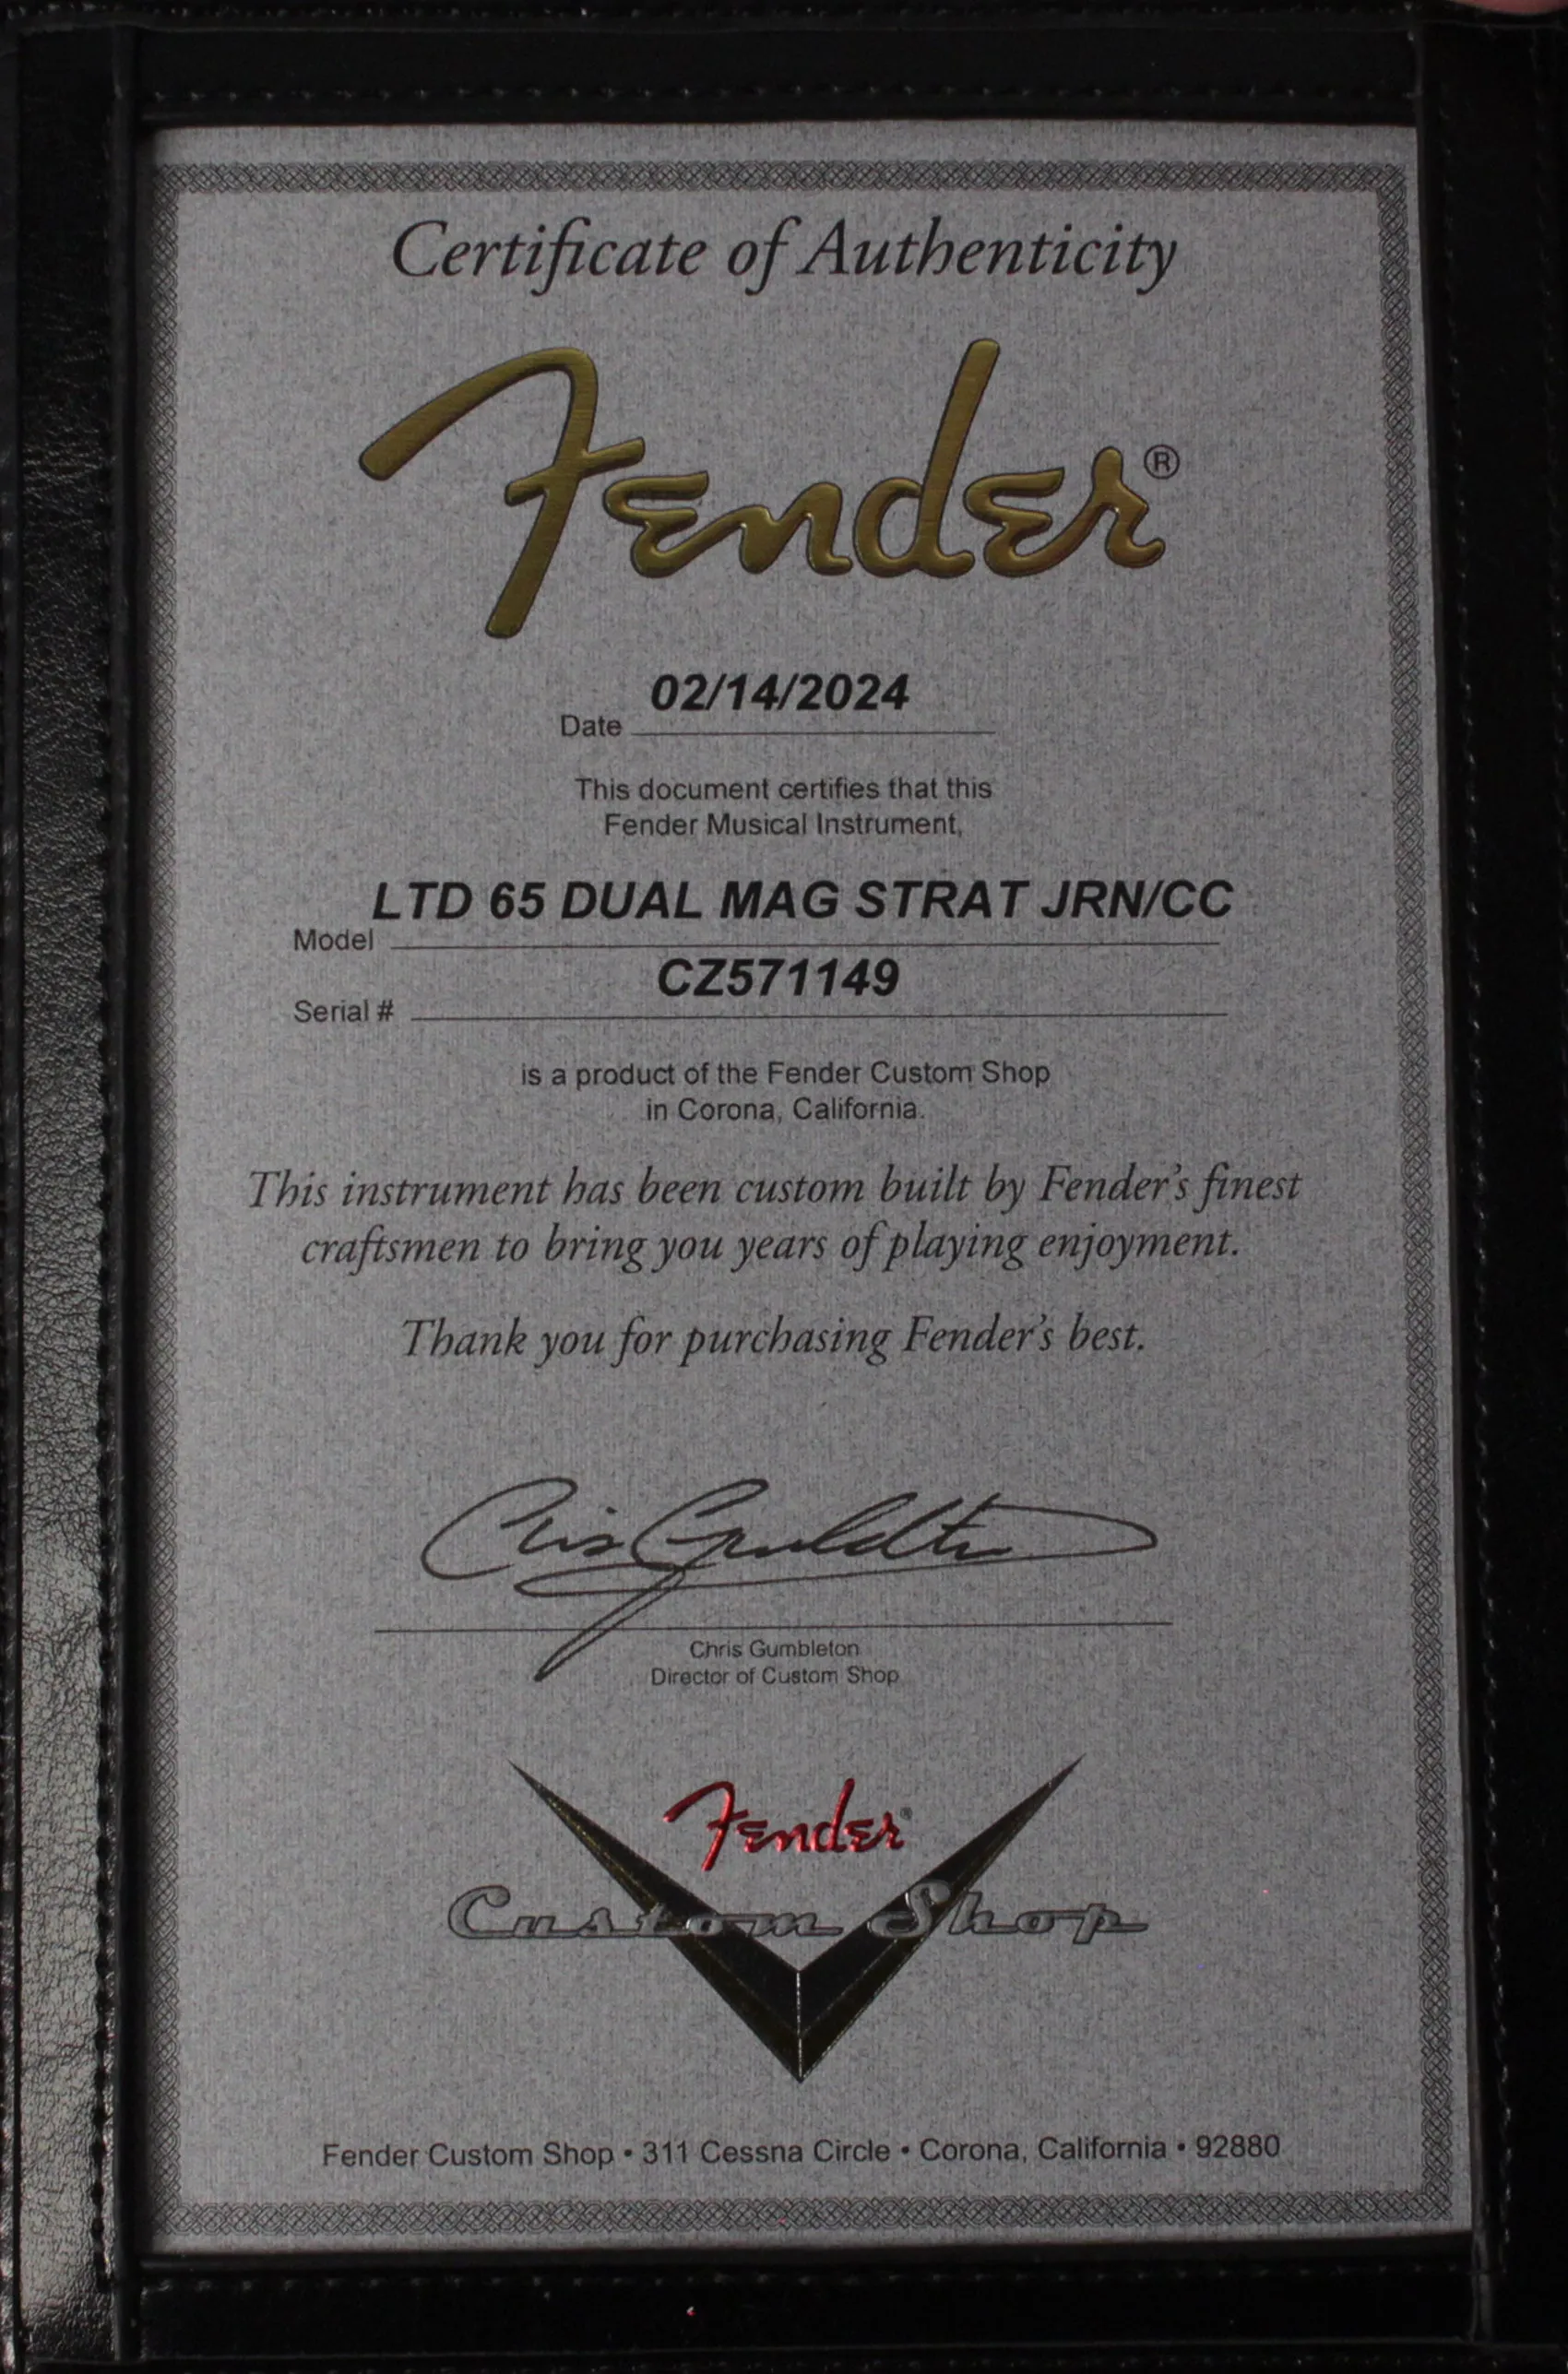 Certificate of Authenticity
Fender®
02/14/2024
Date
This document certifies that this
Fender Musical Instrument,
LTD 65 DUAL MAG STRAT JRN/CC
Model
CZ571149
Serial #
is a product of the Fender Custom Shop
in Corona, California.
This instrument has been custom built by Fender's finest
craftsmen to bring you years of playing enjoyment.
Thank you for purchasing Fender's best.
Chris Gumbleton
Director of Custom Shop
Fender®
Custom Shop
Fender Custom Shop • 311 Cessna Circle • Corona, California • 92880